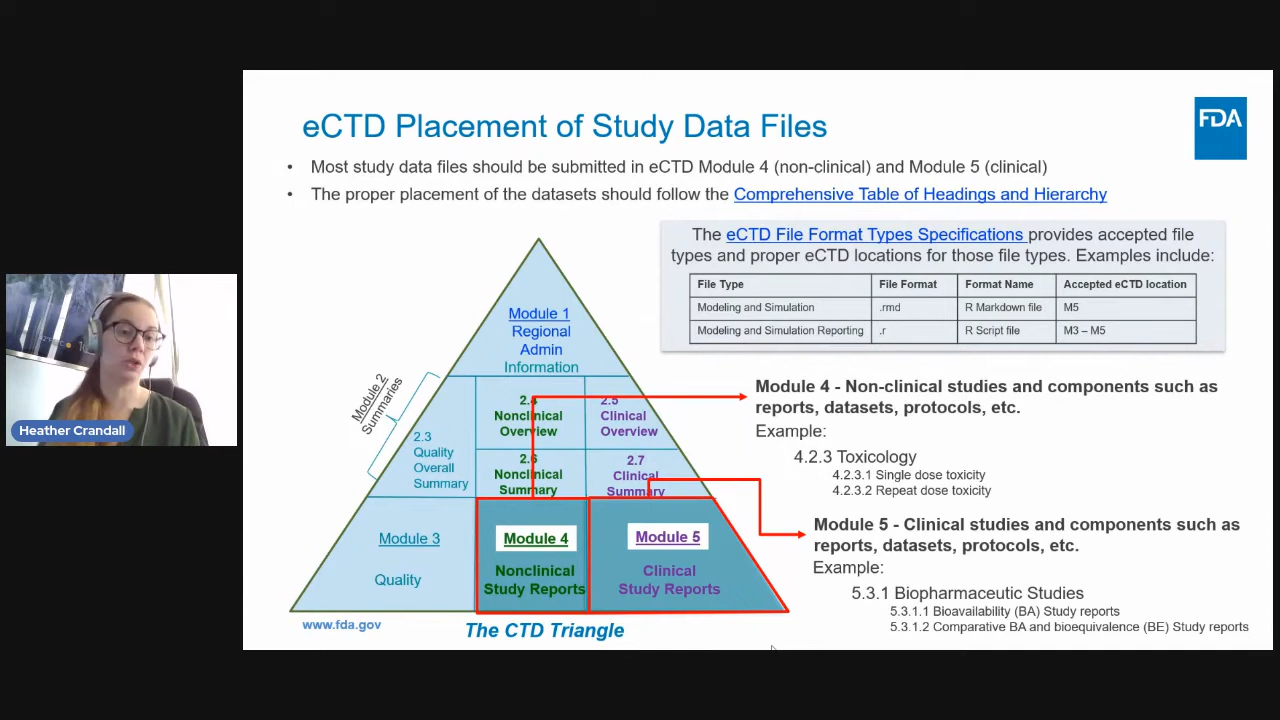 eCTD Placement of Study Data Files
FDA
• Most study data files should be submitted in eCTD Module 4 (non-clinical) and Module 5 (clinical)
• The proper placement of the datasets should follow the Comprehensive Table of Headings and Hierarchy
The eCTD File Format Types Specifications provides accepted file
types and proper eCTD locations for those file types. Examples include:
File Type File Format Format Name Accepted eCTD location
Modeling and Simulation .rmd R Markdown file M5
Modeling and Simulation Reporting .r R Script file M3 – M5
Module 1
Regional
Admin
Information
Module 2
Summaries
2.3
Quality
Overall
Summary
2.4
Nonclinical
Overview
2.5
Clinical
Overview
2.6
Nonclinical
Summary
2.7
Clinical
Summary
Module 3
Quality
Module 4
Nonclinical
Study Reports
Module 5
Clinical
Study Reports
Module 4 - Non-clinical studies and components such as
reports, datasets, protocols, etc.
Example:
4.2.3 Toxicology
4.2.3.1 Single dose toxicity
4.2.3.2 Repeat dose toxicity
Module 5 - Clinical studies and components such as
reports, datasets, protocols, etc.
Example:
5.3.1 Biopharmaceutic Studies
5.3.1.1 Bioavailability (BA) Study reports
5.3.1.2 Comparative BA and bioequivalence (BE) Study reports
www.fda.gov
The CTD Triangle
Heather Crandall